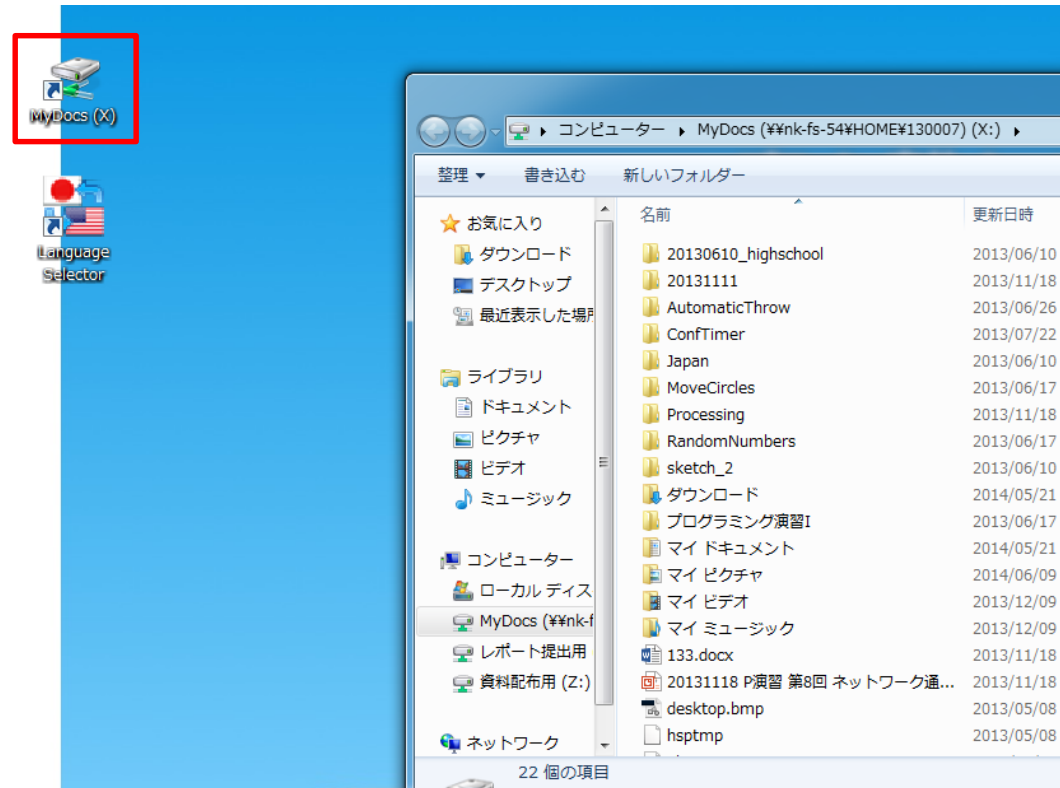 MyDocs (X)
Language
Selector
コンピューター MyDocs (¥¥nk-fs-54¥HOME¥130007) (X:)
整理 書き込む 新しいフォルダー
お気に入り
ダウンロード
デスクトップ
最近表示した場所
ライブラリ
ドキュメント
ピクチャ
ビデオ
ミュージック
コンピューター
ローカル ディス
MyDocs (¥¥nk-f
レポート提出用
資料配布用 (Z:)
ネットワーク
名前 更新日時
20130610_highschool 2013/06/10
20131111 2013/11/18
AutomaticThrow 2013/06/26
ConfTimer 2013/07/22
Japan 2013/06/10
MoveCircles 2013/06/17
Processing 2013/11/18
RandomNumbers 2013/06/17
sketch_2 2013/06/10
ダウンロード 2014/05/21
プログラミング演習I 2013/06/17
マイ ドキュメント 2014/05/21
マイ ピクチャ 2014/06/09
マイ ビデオ 2013/12/09
マイ ミュージック 2013/12/09
133.docx 2013/11/18
20131118 P演習 第8回 ネットワーク通... 2013/11/18
desktop.bmp 2013/05/08
hsptmp 2013/05/08
22 個の項目